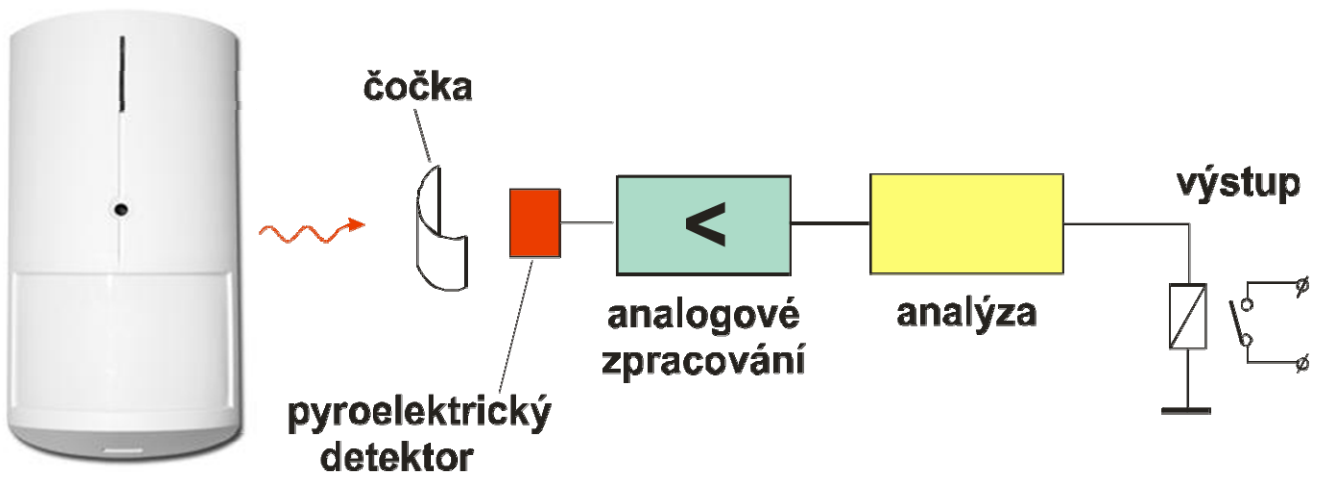 čočka
výstup
<
analogové
zpracování
analýza
pyroelektrický
detektor